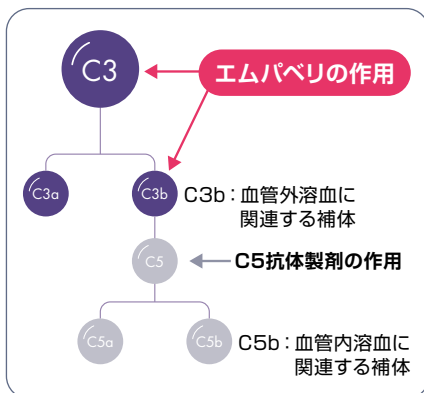 C3
エムパベリの作用
C3a
C3b
C3b：血管外溶血に
関連する補体
C5
C5抗体製剤の作用
C5a
C5b
C5b：血管内溶血に
関連する補体